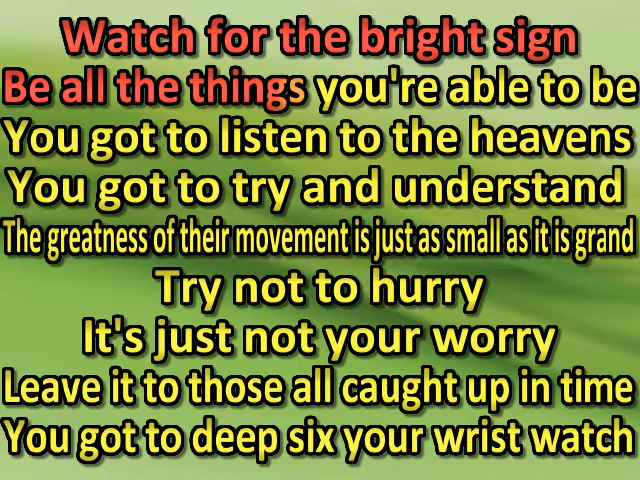 Watch for the bright sign
Be all the things you're able to be
You got to listen to the heavens
You got to try and understand
The greatness of their movement is just as small as it is grand
Try not to hurry
It's just not your worry
Leave it to those all caught up in time
You got to deep six your wrist watch